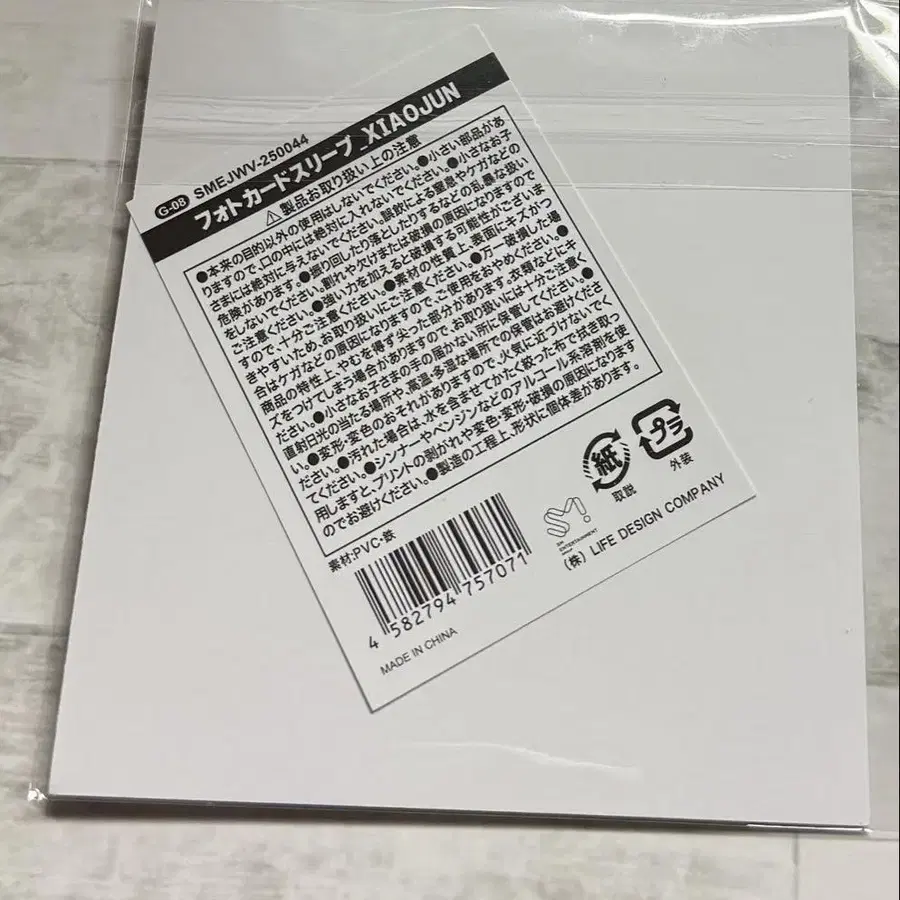 G-08 SMEJWV-250044
フォトカードスリーブ_XIAOJUN
⚠製品お取り扱い上の注意
●本来の目的以外の使用はしないでください。●小さい部品があ
りますので、口の中には絶対に入れないでください。●小さなお子
さまには絶対に与えないでください。誤飲による窒息やケガなどの
危険があります。●振り回したり落としたりするなどの乱暴な扱い
をしないでください。割れや欠けまたは破損の原因になりますので
ご注意ください。●強い力を加えると破損する可能性がございま
すので、十分ご注意ください。●素材の性質上、表面にキズがつ
きやすいため、お取り扱いにご注意ください。●万一破損した場
合はケガなどの原因になりますので、ご使用をおやめください。●
商品の特性上、やむを得ず尖った部分があります。衣類などにキ
ズをつけてしまう場合がありますので、お取り扱いには十分ご注意く
ださい。●小さなお子さまの手の届かない所に保管してください。●
直射日光の当たる場所や、高温・多湿な場所での保管はお避けくださ
い。●変形・変色のおそれがありますので、火気に近づけないでく
ださい。●汚れた場合は、水を含ませてかたく絞った布で拭き取っ
てください。●シンナーやベンジンなどのアルコール系溶剤を使
用しますと、プリントの剥がれや変色・変形・破損の原因になります
のでお避けください。●製造の工程上、形状に個体差があります。
素材:PVC・鉄
4 582794 757071
MADE IN CHINA
紙
取説
プラ
外装
SM ENTERTAINMENT
(株) LIFE DESIGN COMPANY